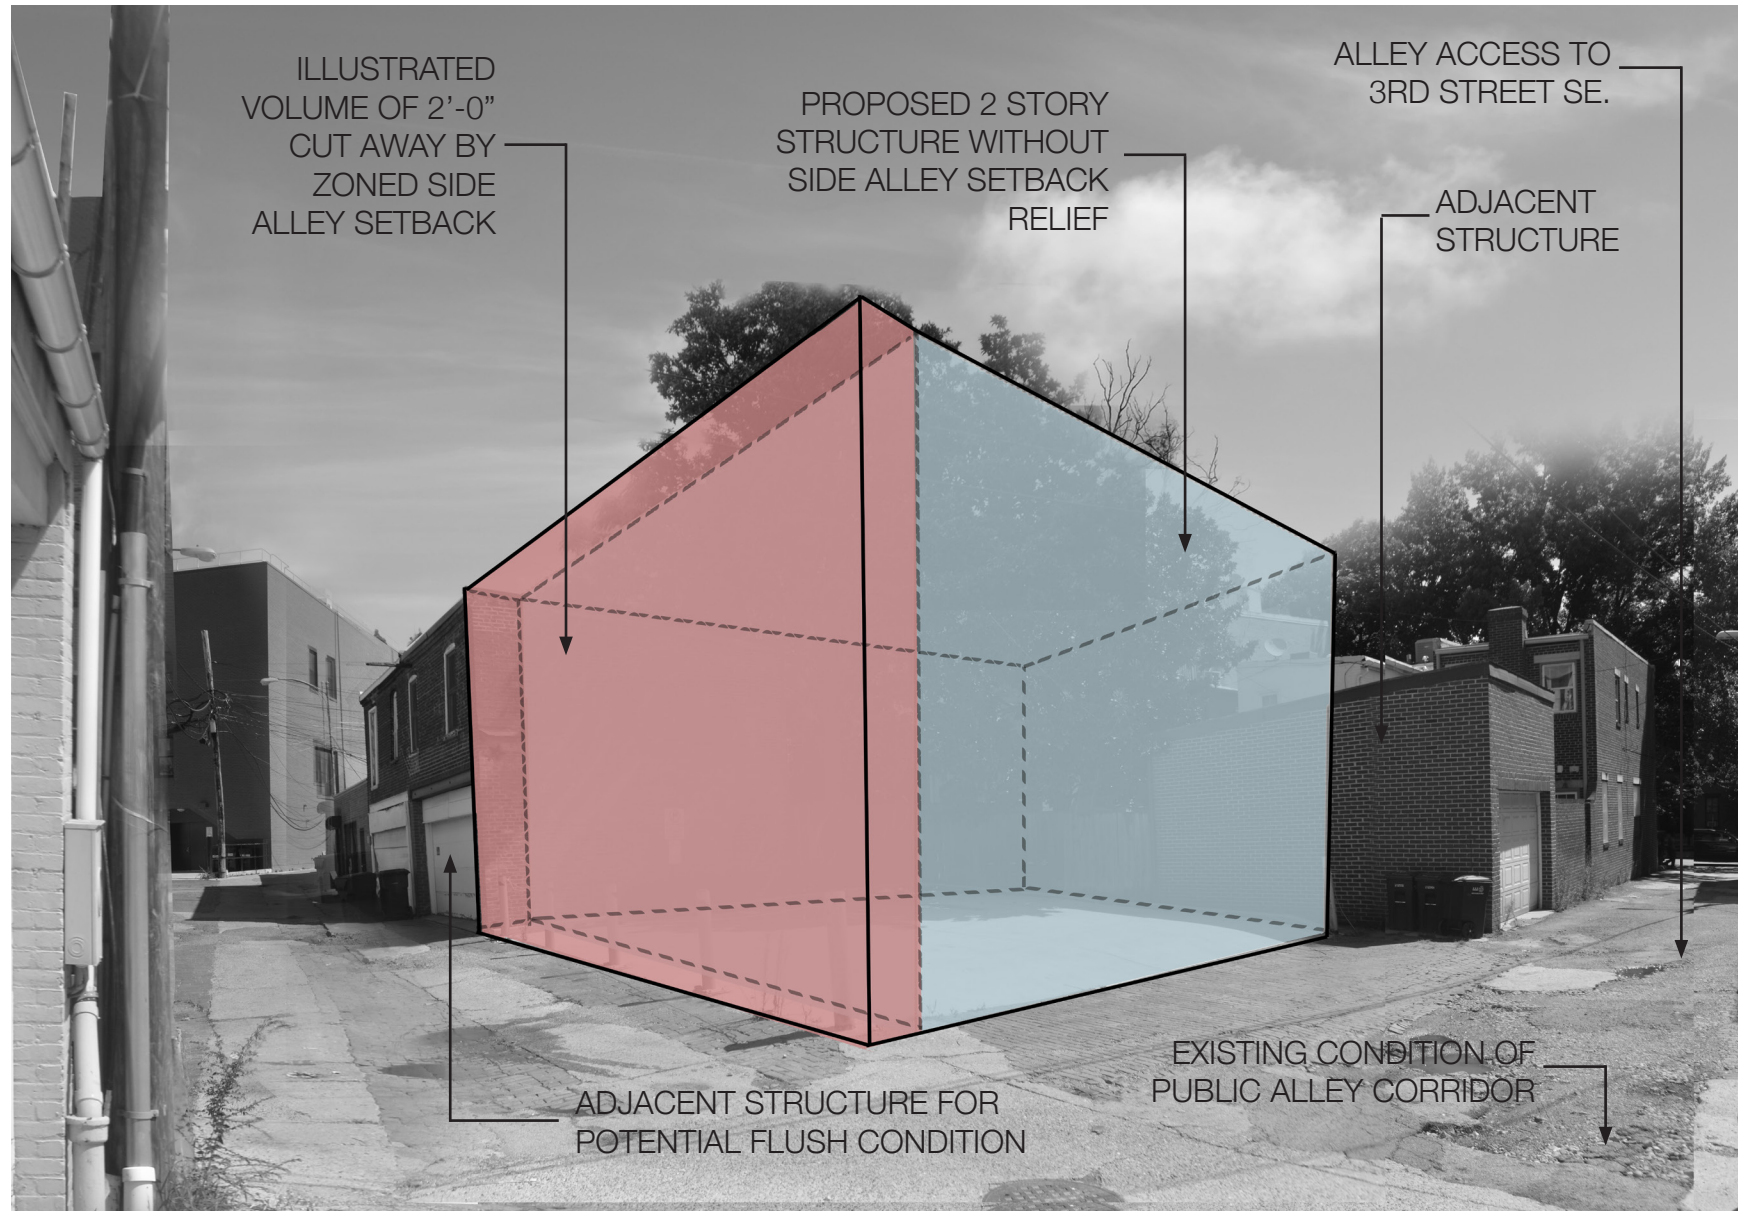 ILLUSTRATED
VOLUME OF 2’-0”
CUT AWAY BY
ZONED SIDE
ALLEY SETBACK
PROPOSED 2 STORY
STRUCTURE WITHOUT
SIDE ALLEY SETBACK
RELIEF
ALLEY ACCESS TO
3RD STREET SE.
ADJACENT
STRUCTURE
ADJACENT STRUCTURE FOR
POTENTIAL FLUSH CONDITION
EXISTING CONDITION OF
PUBLIC ALLEY CORRIDOR